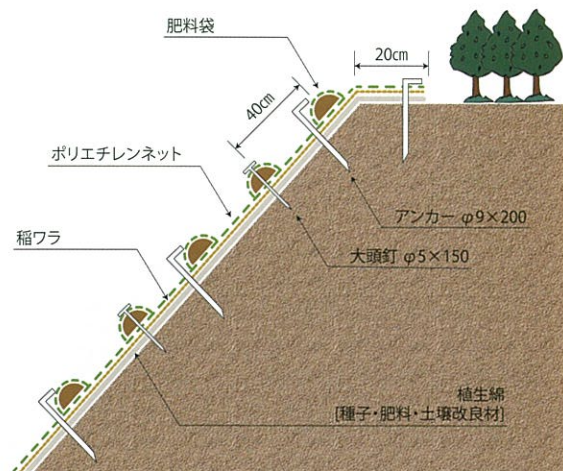 肥料袋
20㎝
40㎝
ポリエチレンネット
アンカー φ9×200
稲ワラ
大頭釘 φ5×150
植生綿
[種子・肥料・土壌改良材]